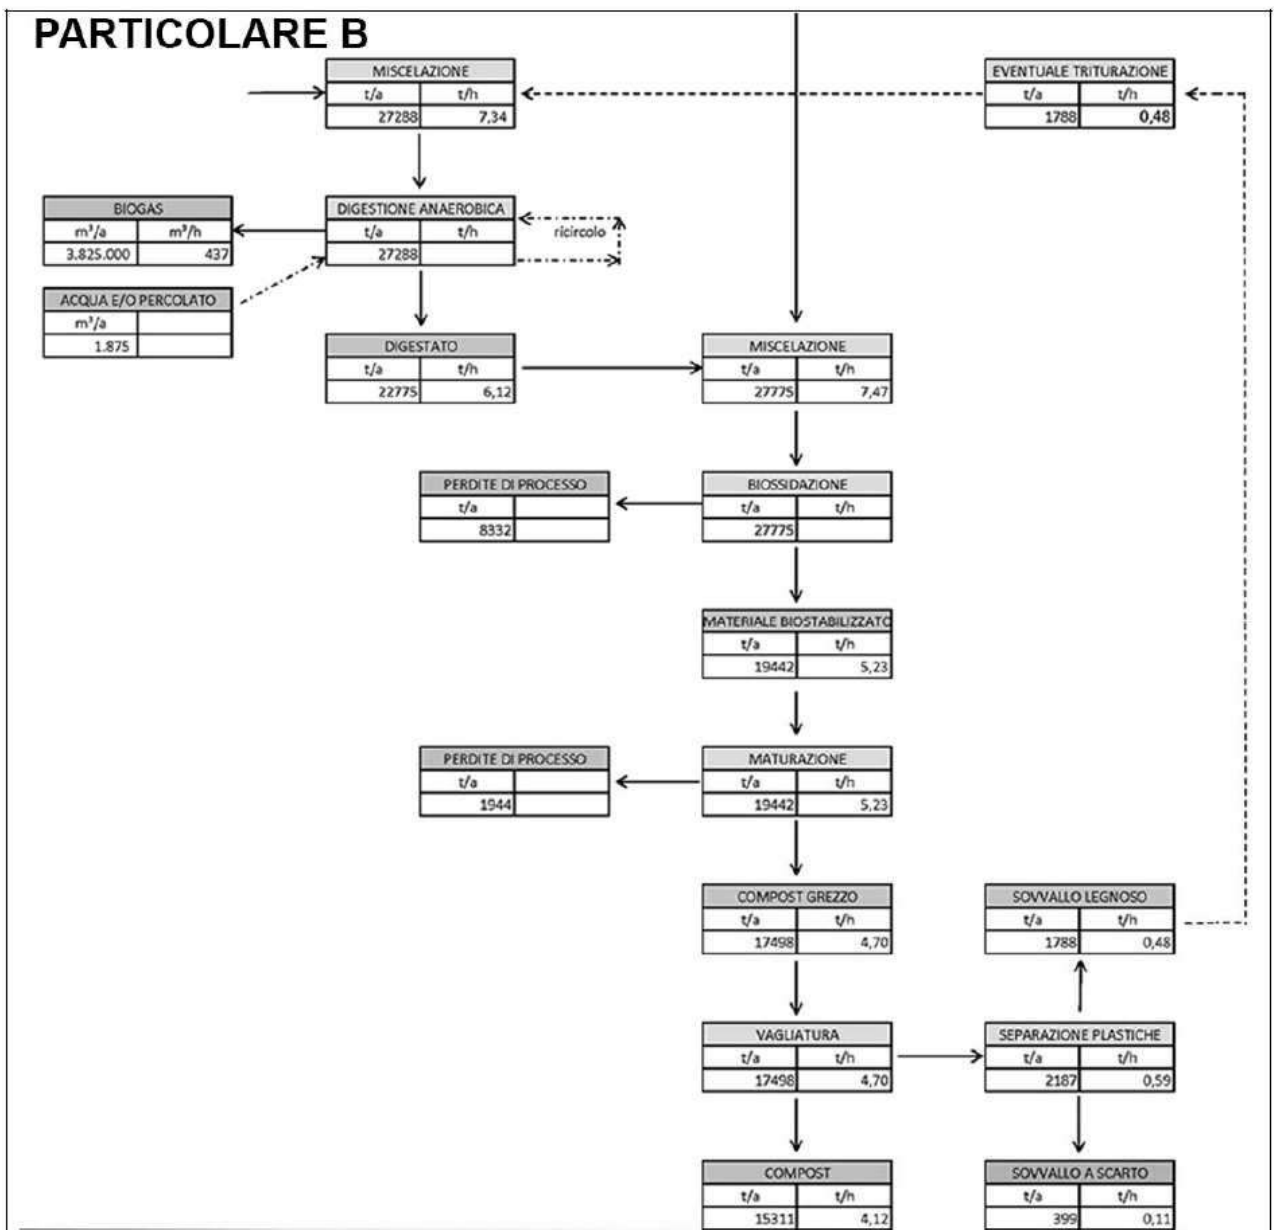 PARTICOLARE B
MISCELAZIONE
t/a t/h
27288 7,34
EVENTUALE TRITURAZIONE
t/a t/h
1788 0,48
BIOGAS
m³/a m³/h
3.825.000 437
DIGESTIONE ANAEROBICA
t/a t/h
27288
ricircolo
ACQUA E/O PERCOLATO
m³/a
1.875
DIGESTATO
t/a t/h
22775 6,12
MISCELAZIONE
t/a t/h
27775 7,47
PERDITE DI PROCESSO
t/a
8332
BIOSSIDAZIONE
t/a t/h
27775
MATERIALE BIOSTABILIZZATO
t/a t/h
19442 5,23
PERDITE DI PROCESSO
t/a
1944
MATURAZIONE
t/a t/h
19442 5,23
COMPOST GREZZO
t/a t/h
17498 4,70
SOVVALLO LEGNOSO
t/a t/h
1788 0,48
VAGLIATURA
t/a t/h
17498 4,70
SEPARAZIONE PLASTICHE
t/a t/h
2187 0,59
COMPOST
t/a t/h
15311 4,12
SOVVALLO A SCARTO
t/a t/h
399 0,11